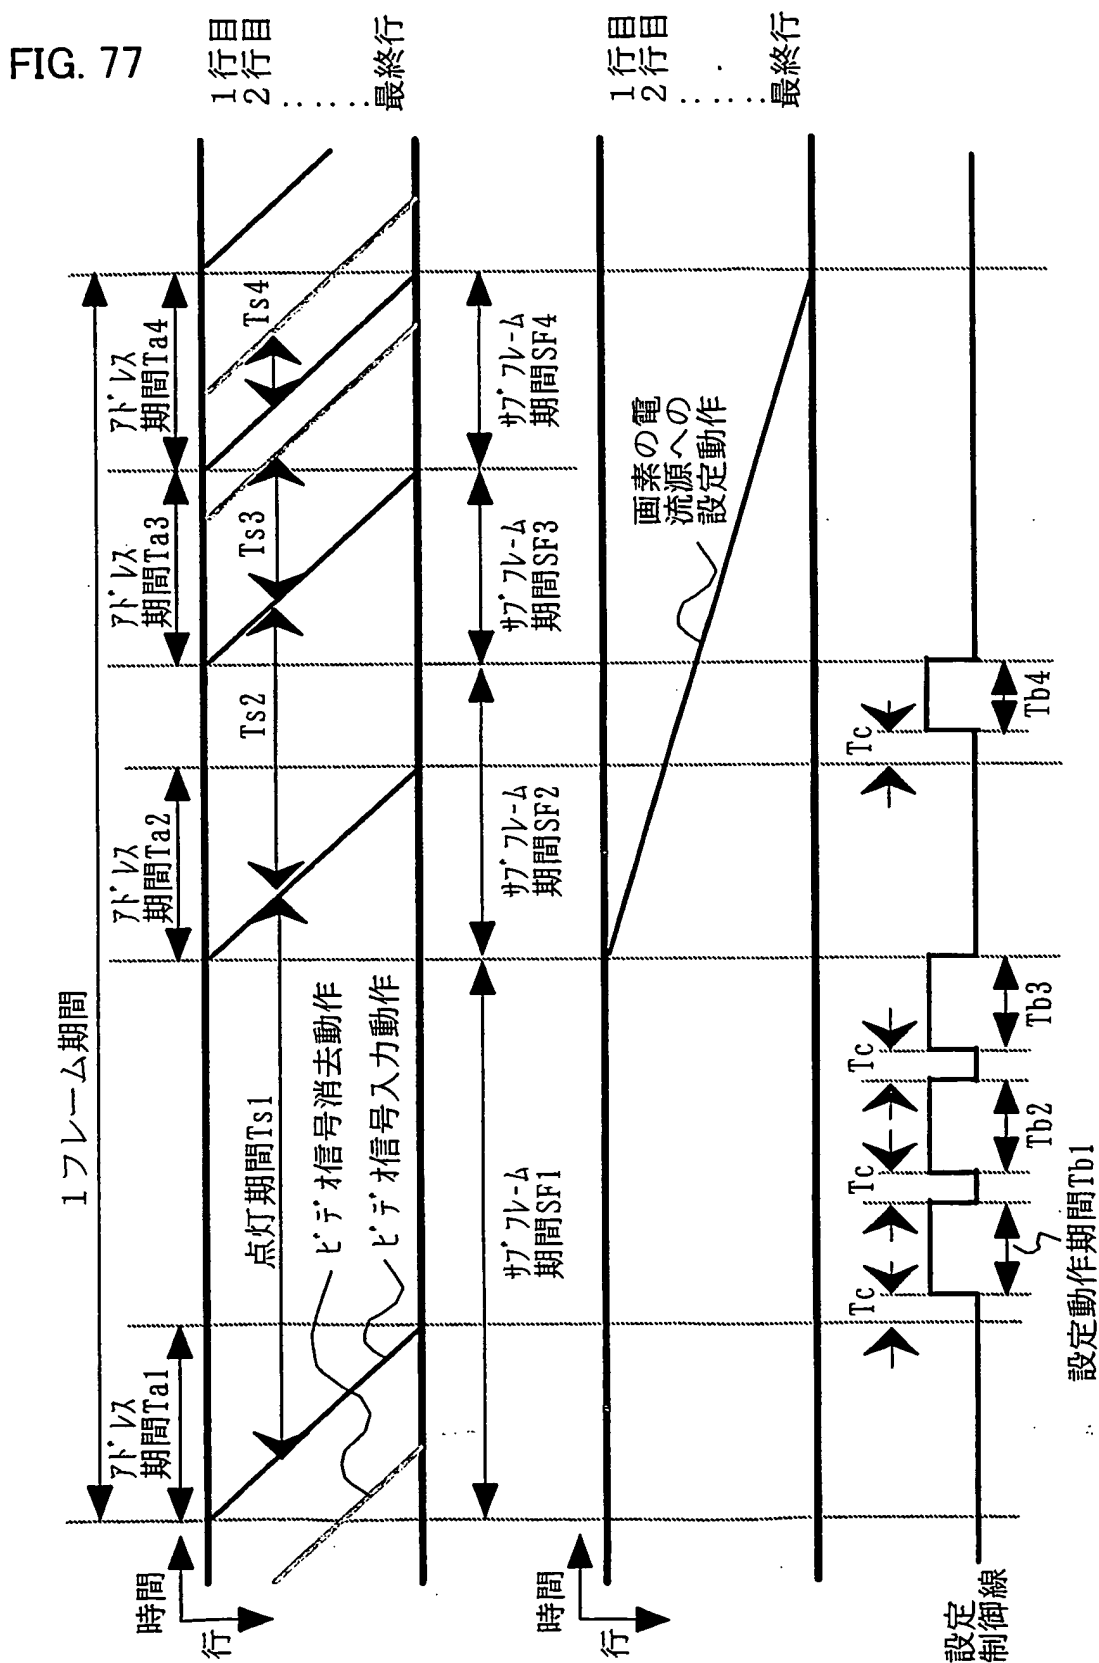 FIG. 77
1フレーム期間
アドレス
期間Ta1
アドレス
期間Ta2
アドレス
期間Ta3
アドレス
期間Ta4
時間
行
1行目
2行目
......
最終行
点灯期間Ts1
Ts2
Ts3
Ts4
ビデオ信号消去動作
ビデオ信号入力動作
サブフレーム
期間SF1
サブフレーム
期間SF2
サブフレーム
期間SF3
サブフレーム
期間SF4
時間
行
1行目
2行目
......
最終行
画素の電
流源への
設定動作
設定
制御線
Tc
Tc
Tc
Tc
設定動作期間Tb1
Tb2
Tb3
Tb4